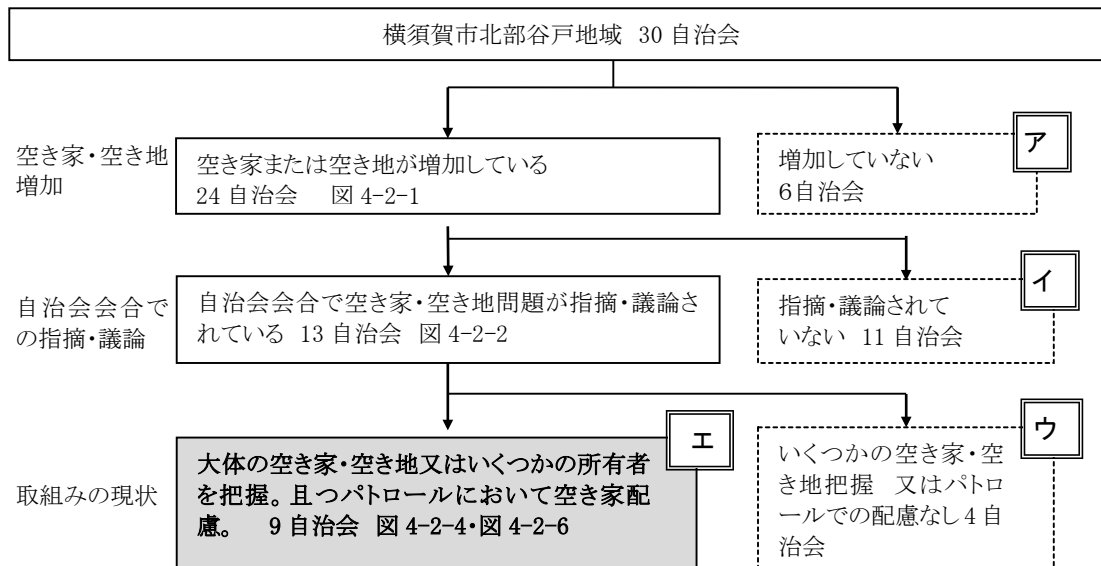 横須賀市北部谷戸地域 30 自治会
空き家・空き地
増加
空き家または空き地が増加している
24 自治会 図 4-2-1
ア
増加していない
6自治会
自治会会合で
の指摘・議論
自治会会合で空き家・空き地問題が指摘・議論さ
れている 13 自治会 図 4-2-2
イ
指摘・議論されて
いない 11 自治会
取組みの現状
エ
大体の空き家・空き地又はいくつかの所有者
を把握。且つパトロールにおいて空き家配
慮。 9 自治会 図 4-2-4・図 4-2-6
ウ
いくつかの空き家・空
き地把握 又はパトロ
ールでの配慮なし 4 自
治会